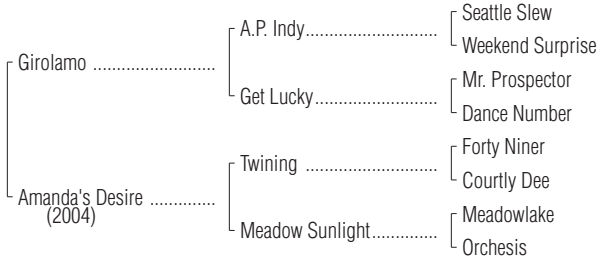 Seattle Slew
A.P. Indy..............................
Weekend Surprise
Girolamo ............................
Mr. Prospector
Get Lucky............................
Dance Number
Forty Niner
Twining ..............................
Courtly Dee
Amanda's Desire ...............
(2004)
Meadowlake
Meadow Sunlight...............
Orchesis